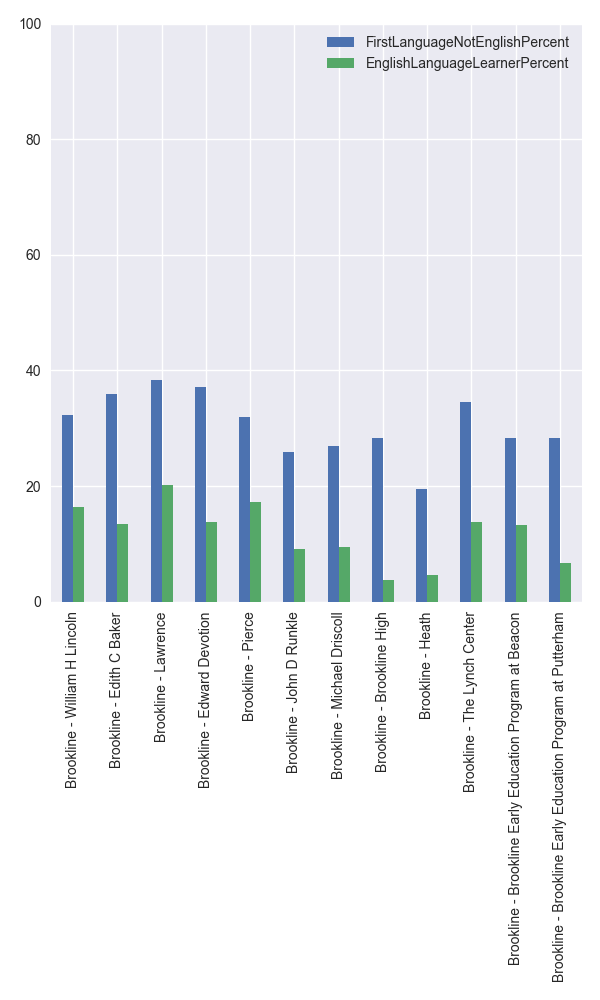 100
80
60
40
20
0
FirstLanguageNotEnglishPercent
EnglishLanguageLearnerPercent
Brookline - William H Lincoln
Brookline - Edith C Baker
Brookline - Lawrence
Brookline - Edward Devotion
Brookline - Pierce
Brookline - John D Runkle
Brookline - Michael Driscoll
Brookline - Brookline High
Brookline - Heath
Brookline - The Lynch Center
Brookline - Brookline Early Education Program at Beacon
Brookline - Brookline Early Education Program at Putterham